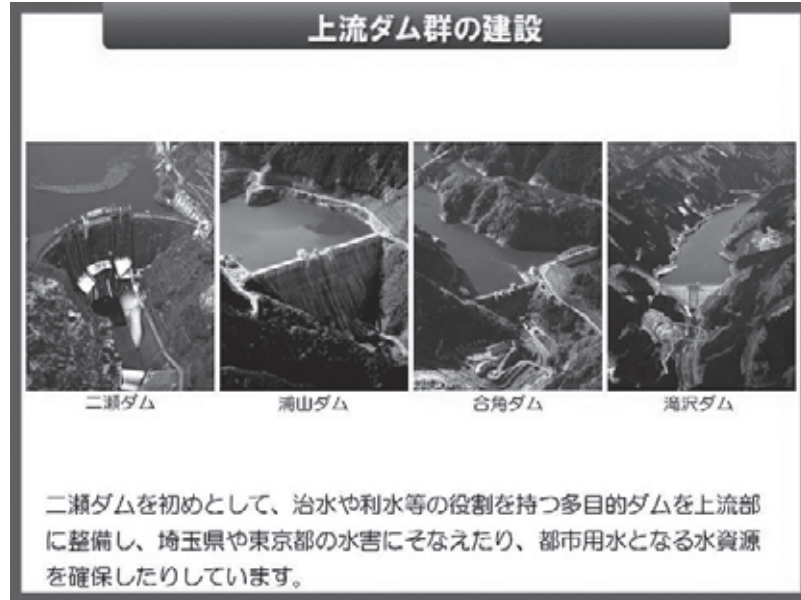 上流ダム群の建設
二瀬ダム
浦山ダム
合角ダム
滝沢ダム
二瀬ダムを初めとして、治水や利水等の役割を持つ多目的ダムを上流部
に整備し、埼玉県や東京都の水害にそなえたり、都市用水となる水資源
を確保したりしています。